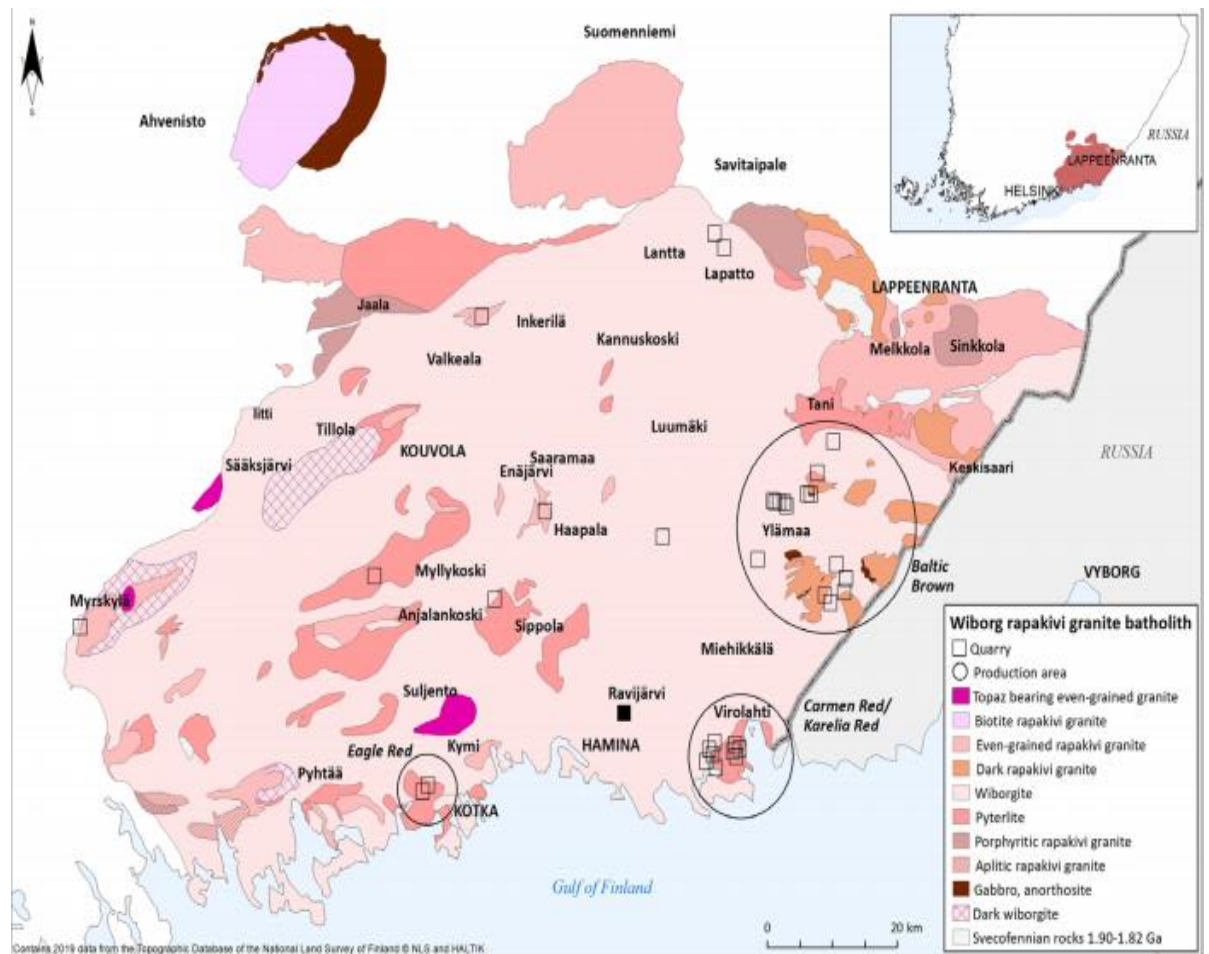 N
S
Suomenniemi
Ahvenisto
RUSSIA
LAPPEENRANTA
HELSINKI
Savitaipale
Lantta
Lapatto
LAPPEENRANTA
Jaala
Inkerilä
Kannuskoski
Melkkola
Sinkkola
Valkeala
Iitti
Tillola
Tani
Luumäki
KOUVOLA
RUSSIA
Sääksjärvi
Saaramaa
Enäjärvi
Keskisaari
Haapala
Ylämaa
Myllykoski
Baltic
Brown
VYBORG
Myrskylä
Anjalankoski
Sippola
Miehikkälä
Suljento
Ravijärvi
Virolahti
Carmen Red/
Karelia Red
Eagle Red
Kymi
HAMINA
Pyhtää
KOTKA
Gulf of Finland
0
20 km
Wiborg rapakivi granite batholith
Quarry
Production area
Topaz bearing even-grained granite
Biotite rapakivi granite
Even-grained rapakivi granite
Dark rapakivi granite
Wiborgite
Pyterlite
Porphyritic rapakivi granite
Aplitic rapakivi granite
Gabbro, anorthosite
Dark wiborgite
Svecofennian rocks 1.90-1.82 Ga
Contains 2019 data from the Topographic Database of the National Land Survey of Finland © NLS and HALTIK